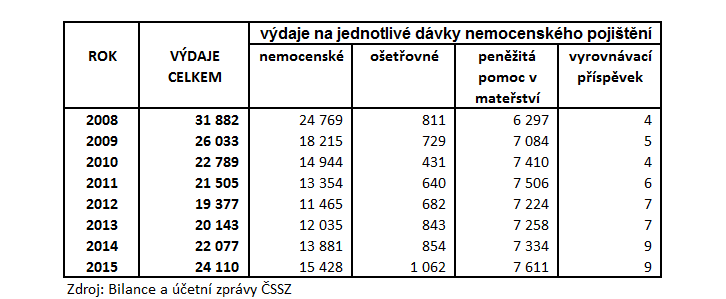 výdaje na jednotlivé dávky nemocenského pojištění
ROK VÝDAJE CELKEM nemocenské ošetřovné peněžitá pomoc v mateřství vyrovnávací příspěvek
2008 31 882 24 769 811 6 297 4
2009 26 033 18 215 729 7 084 5
2010 22 789 14 944 431 7 410 4
2011 21 505 13 354 640 7 506 6
2012 19 377 11 465 682 7 224 7
2013 20 143 12 035 843 7 258 7
2014 22 077 13 881 854 7 334 9
2015 24 110 15 428 1 062 7 611 9
Zdroj: Bilance a účetní zprávy ČSSZ